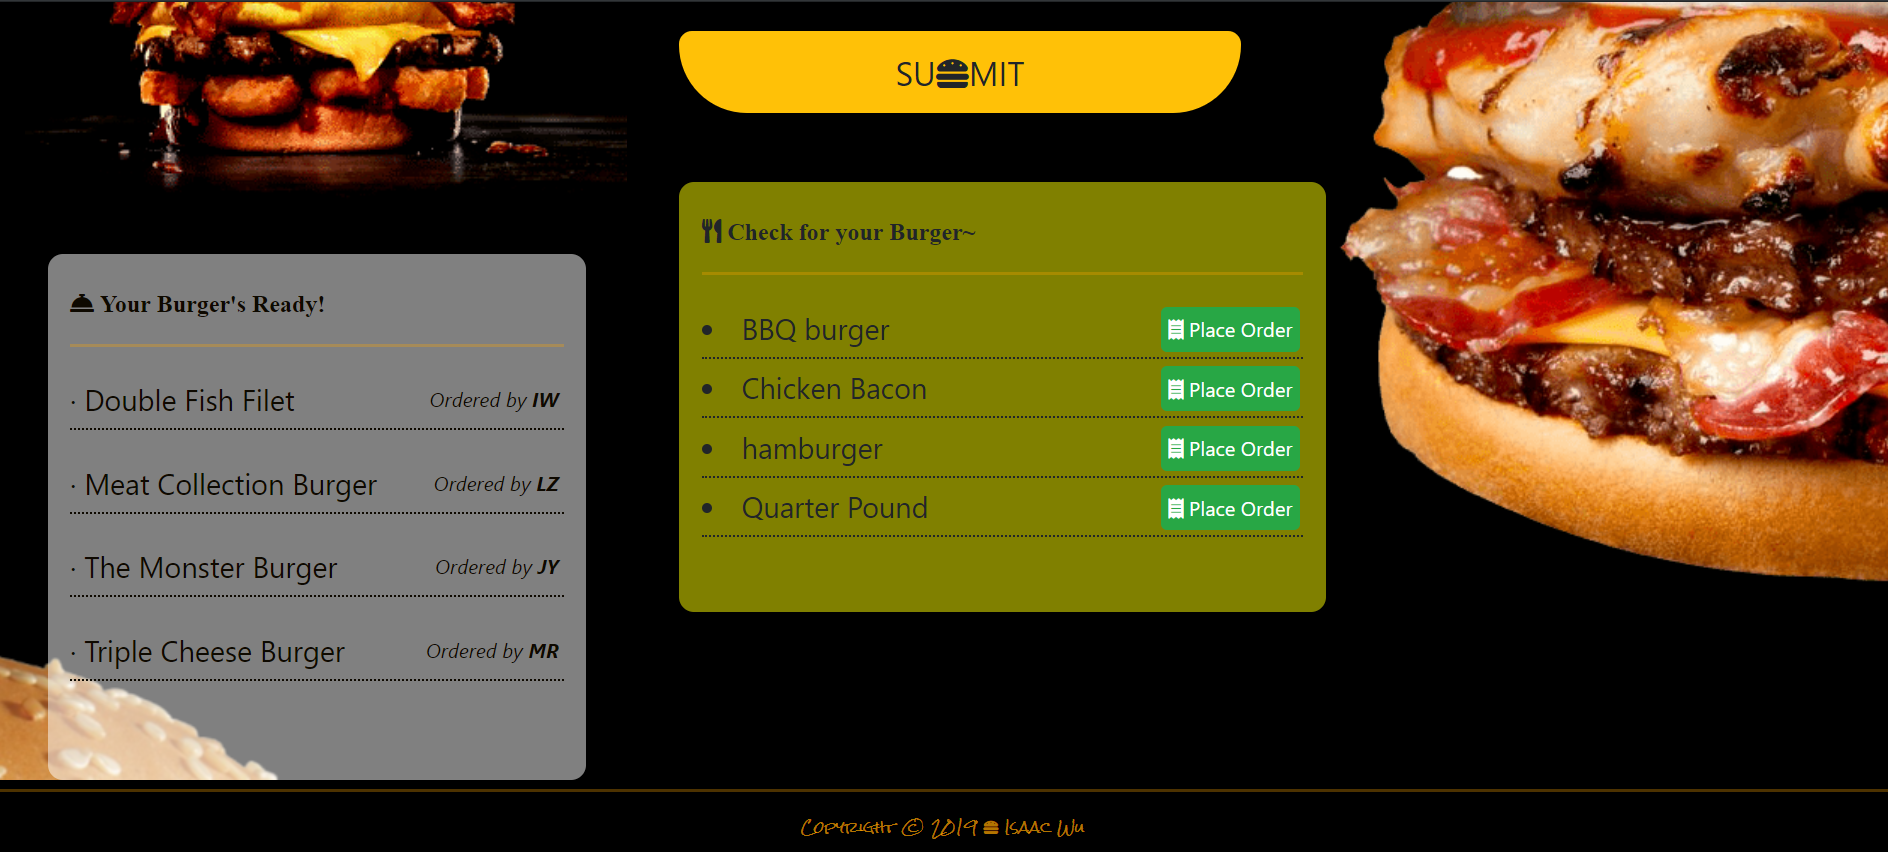 SU🍔MIT
Check for your Burger~
BBQ burger Place Order
Chicken Bacon Place Order
hamburger Place Order
Quarter Pound Place Order
Your Burger's Ready!
· Double Fish Filet Ordered by IW
· Meat Collection Burger Ordered by LZ
· The Monster Burger Ordered by JY
· Triple Cheese Burger Ordered by MR
Copyright © 2019 🍔 Isaac Wu